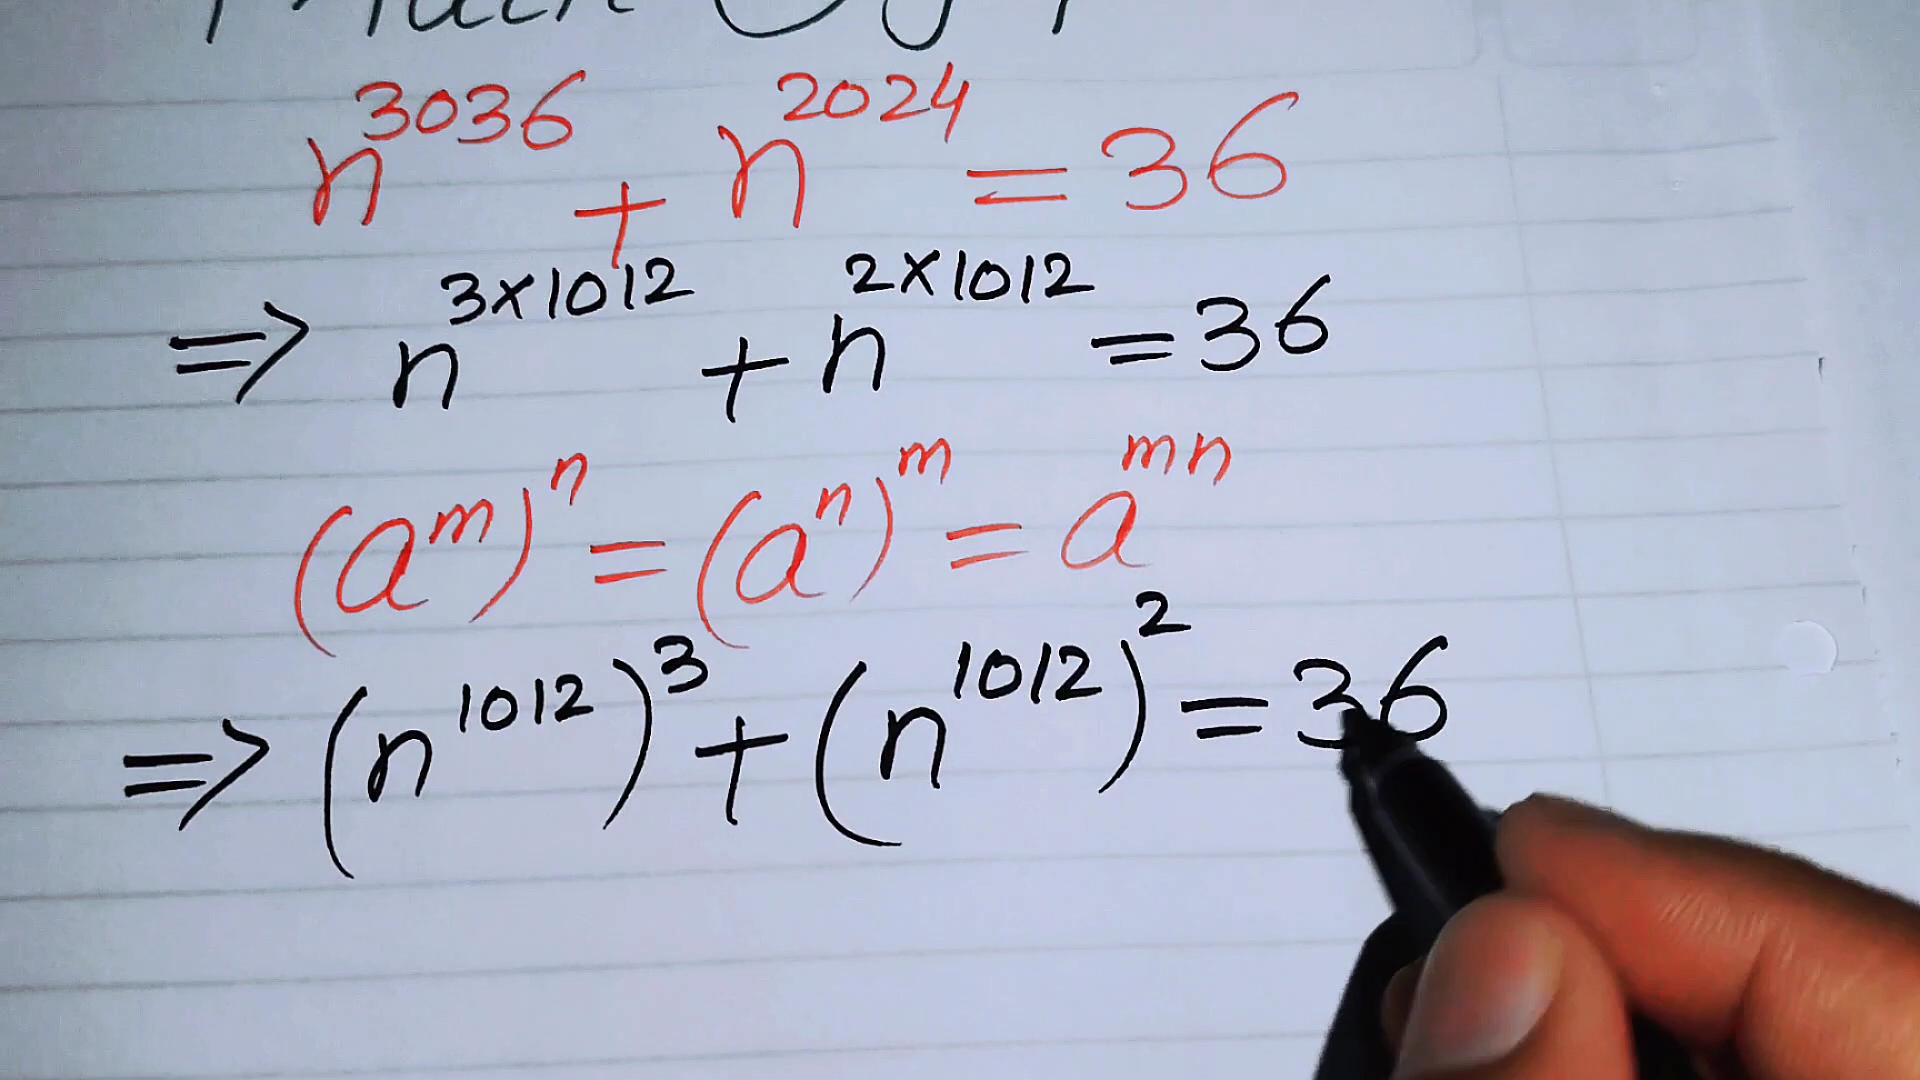 n^3036 + n^2024 = 36
⇒ n^3×1012 + n^2×1012 = 36
(a^m)^n = (a^n)^m = a^mn
⇒ (n^1012)^3 + (n^1012)^2 = 36